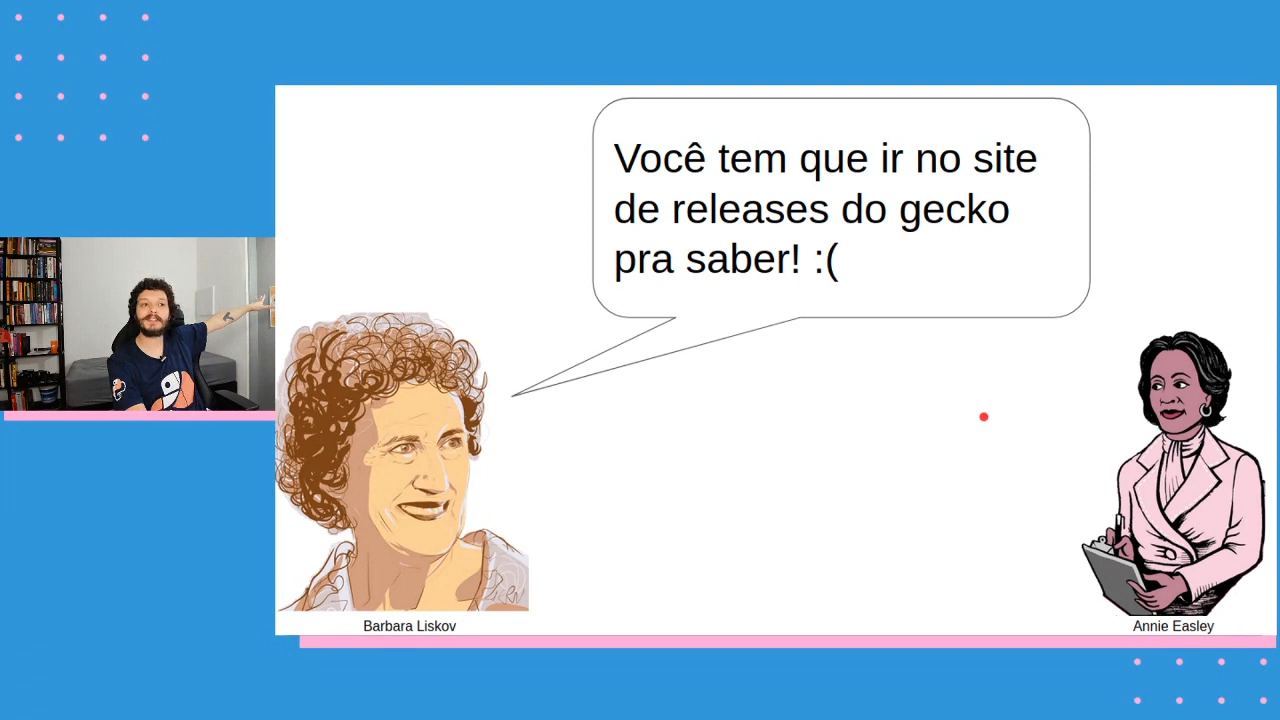 Você tem que ir no site
de releases do gecko
pra saber! :(
Barbara Liskov
Annie Easley